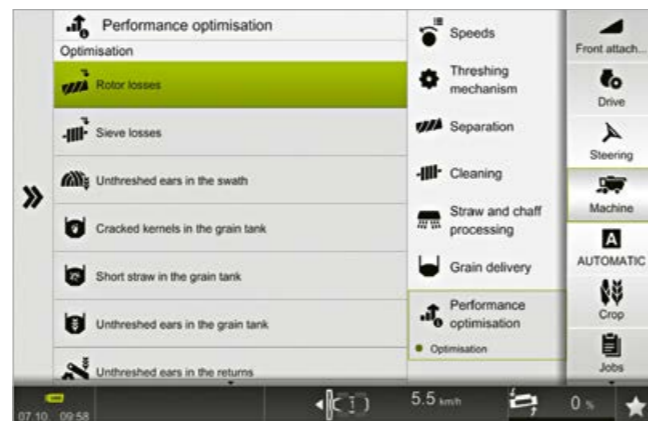 Performance optimisation
Optimisation
Rotor losses
Sieve losses
Unthreshed ears in the swath
Cracked kernels in the grain tank
Short straw in the grain tank
Unthreshed ears in the grain tank
Unthreshed ears in the returns
Speeds
Threshing
mechanism
Separation
Cleaning
Straw and chaff
processing
Grain delivery
Performance
optimisation
Optimisation
Front attach...
Drive
Steering
Machine
A
AUTOMATIC
Crop
Jobs
07.10. 09:58
5.5 km/h
0 %